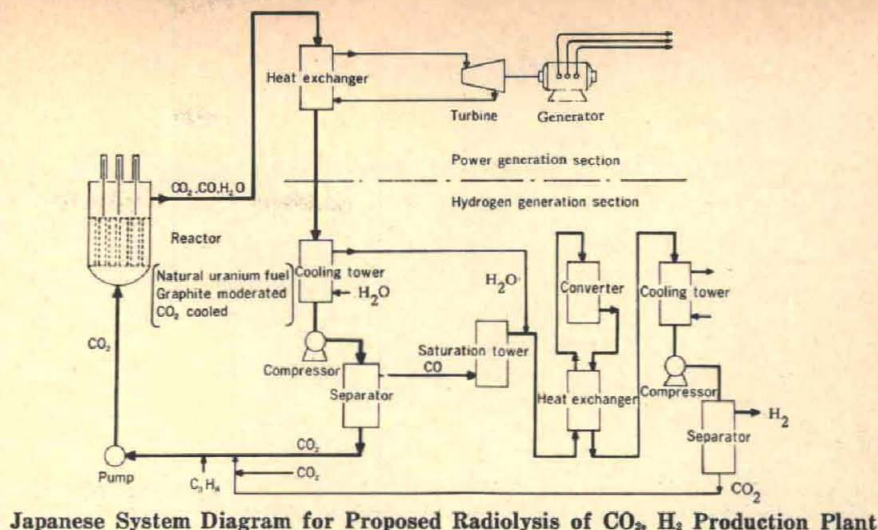 Heat exchanger
Turbine
Generator
Power generation section
Hydrogen generation section
CO₂,CO,H₂O
Reactor
Natural uranium fuel
Graphite moderated
CO₂ cooled
Cooling tower
H₂O
H₂O
Converter
Cooling tower
CO₂
Compressor
Saturation tower
CO
Separator
Heat exchanger
Compressor
Separator
H₂
CO₂
Pump
CO₂
CO₂
Japanese System Diagram for Proposed Radiolysis of CO₂, H₂ Production Plant